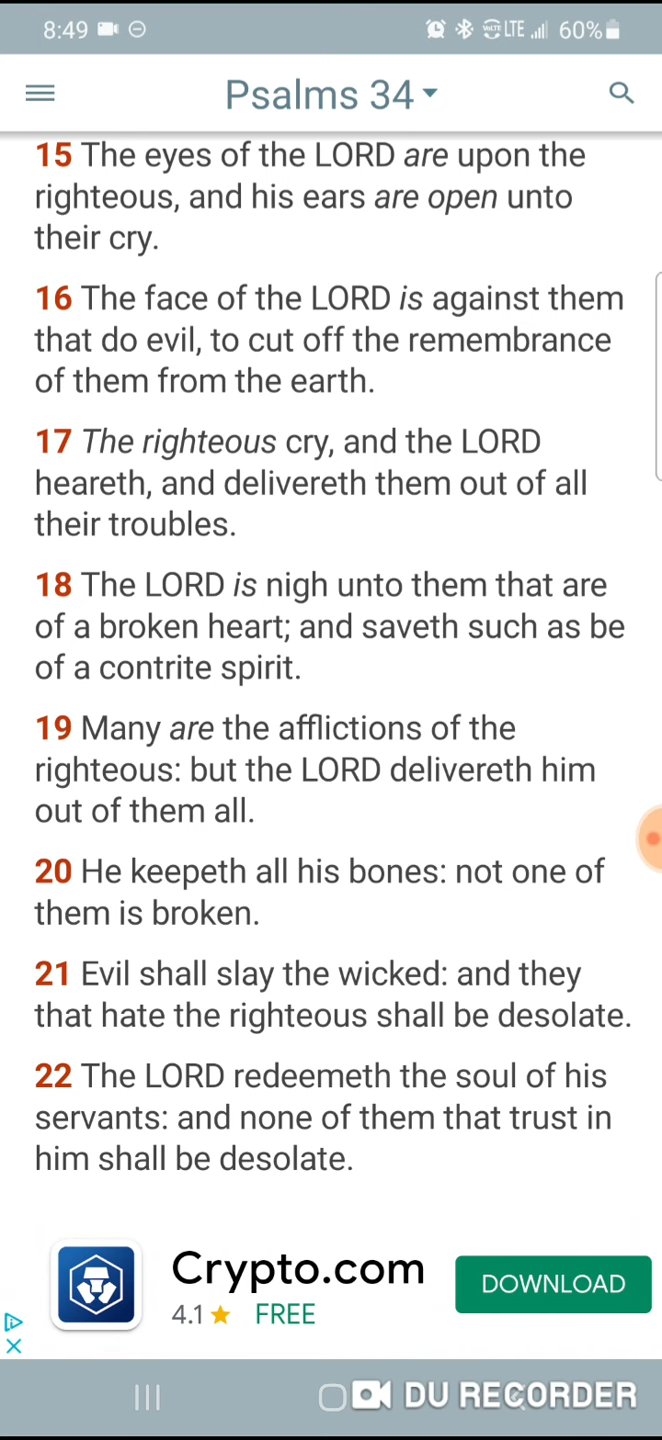 8:49 VoLTE LTE 60%
Psalms 34
15 The eyes of the LORD are upon the
righteous, and his ears are open unto
their cry.
16 The face of the LORD is against them
that do evil, to cut off the remembrance
of them from the earth.
17 The righteous cry, and the LORD
heareth, and delivereth them out of all
their troubles.
18 The LORD is nigh unto them that are
of a broken heart; and saveth such as be
of a contrite spirit.
19 Many are the afflictions of the
righteous: but the LORD delivereth him
out of them all.
20 He keepeth all his bones: not one of
them is broken.
21 Evil shall slay the wicked: and they
that hate the righteous shall be desolate.
22 The LORD redeemeth the soul of his
servants: and none of them that trust in
him shall be desolate.
Crypto.com
4.1 FREE
DOWNLOAD
DU RECORDER